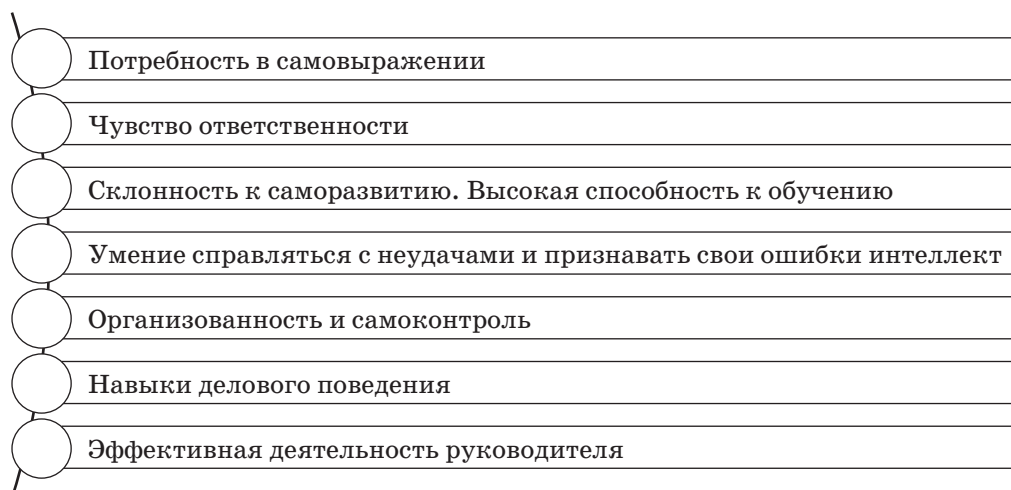 Потребность в самовыражении
Чувство ответственности
Склонность к саморазвитию. Высокая способность к обучению
Умение справляться с неудачами и признавать свои ошибки интеллект
Организованность и самоконтроль
Навыки делового поведения
Эффективная деятельность руководителя